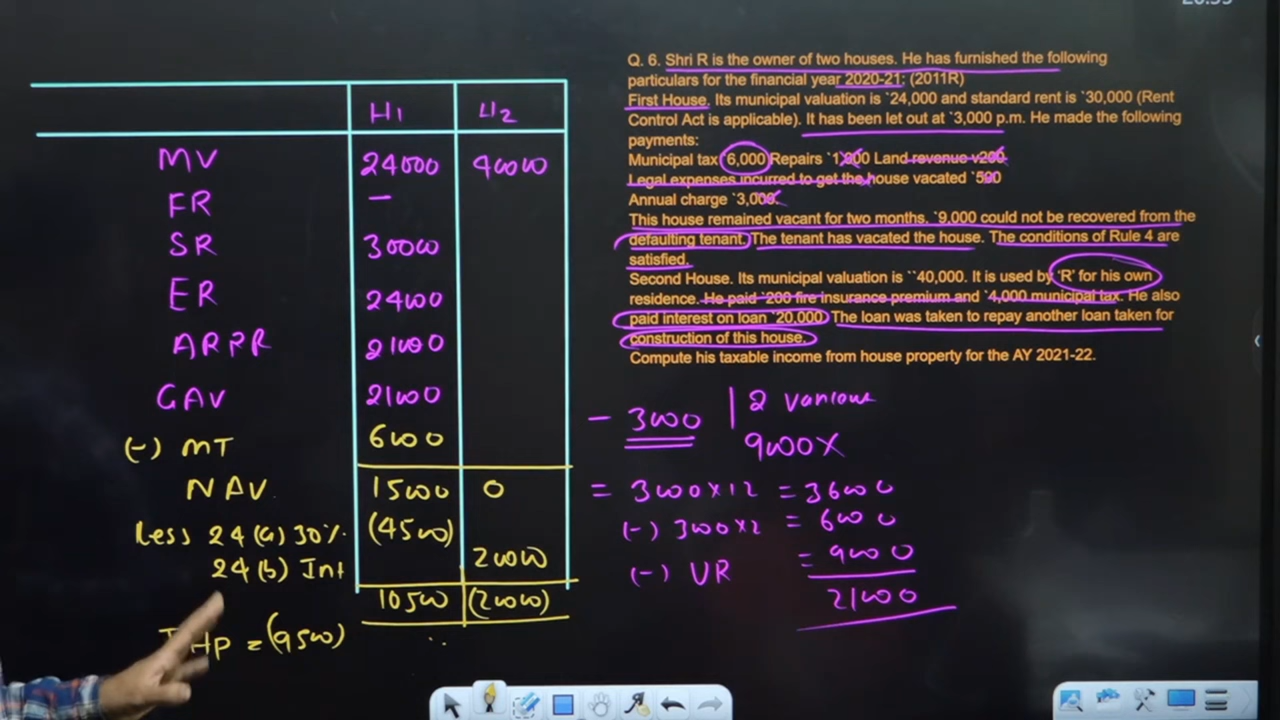 Q. 6. Shri R is the owner of two houses. He has furnished the following
particulars for the financial year 2020-21: (2011R)
First House. Its municipal valuation is `24,000 and standard rent is `30,000 (Rent
Control Act is applicable). It has been let out at `3,000 p.m. He made the following
payments:
Municipal tax `6,000 Repairs `1,000 Land revenue v200
Legal expenses incurred to get the house vacated `500
Annual charge `3,000.
This house remained vacant for two months. `9,000 could not be recovered from the
defaulting tenant. The tenant has vacated the house. The conditions of Rule 4 are
satisfied.
Second House. Its municipal valuation is ``40,000. It is used by 'R' for his own
residence. He paid `200 fire insurance premium and `4,000 municipal tax. He also
paid interest on loan `20,000. The loan was taken to repay another loan taken for
construction of this house.
Compute his taxable income from house property for the AY 2021-22.
H1 H2
MV 24000 40000
FR -
SR 30000
ER 24000
ARPR 21000
GAV 21000
(-) MT 6000
NAV 15000 0
Less 24(a) 30%. (4500)
24(b) Int 20000
10500 (20000)
HP = (9500)
- 3000 | 2
9000 X
= 3000 x 12 = 36000
(-) 300 x 2 = 6000
(-) UR = 9000
21000